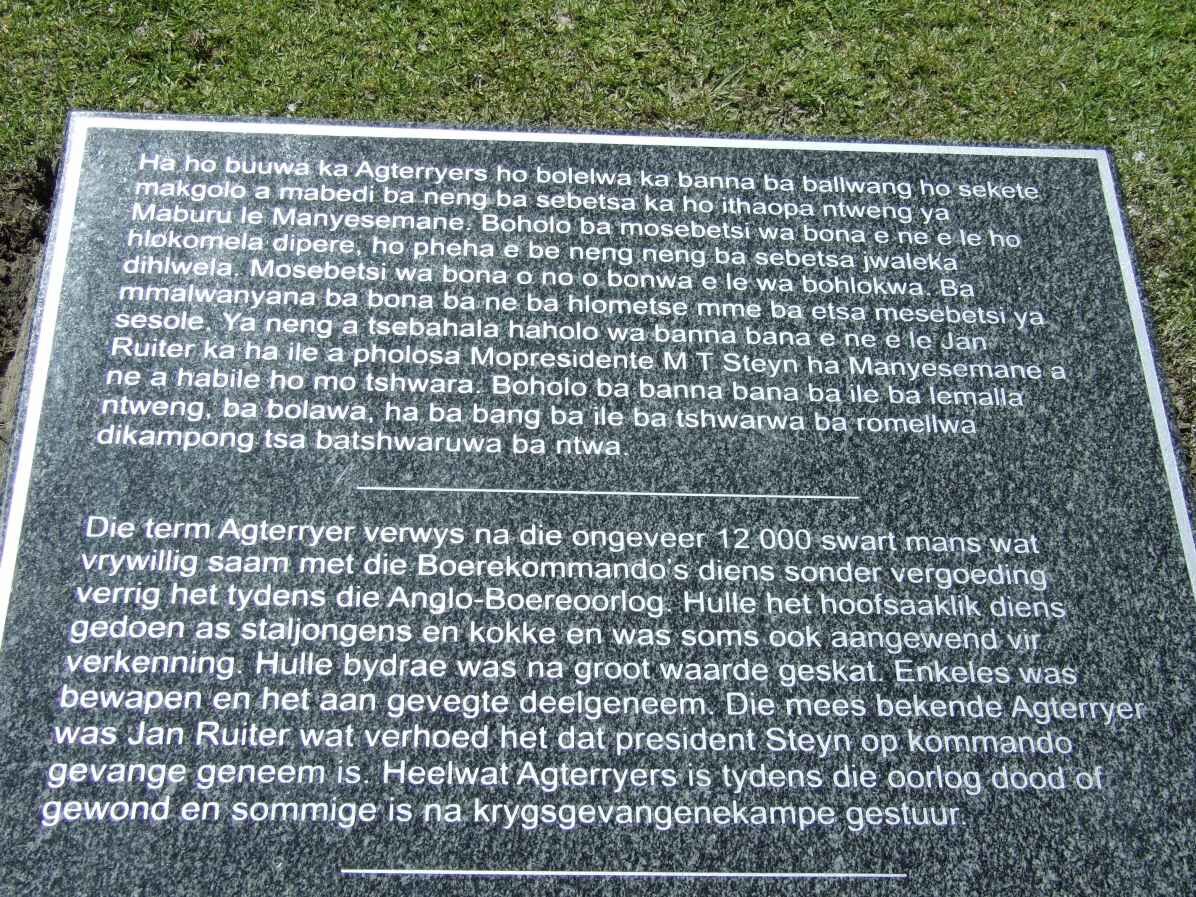 Ha ho buuwa ka Agterryers ho bolelwa ka banna ba ballwang ho sekete
makgolo a mabedi ba neng ba sebetsa ka ho ithaopa ntweng ya
Maburu le Manyesemane. Boholo ba mosebetsi wa bona e ne e le ho
hlokomela dipere, ho pheha e be neng neng ba sebetsa jwaleka
dihlwela. Mosebetsi wa bona o no o bonwa e le wa bohlokwa. Ba
mmalwanyana ba bona ba ne ba hlometse mme ba etsa mesebetsi ya
sesole. Ya neng a tsebahala haholo wa banna bana e ne e le Jan
Ruiter ka ha ile a pholosa Mopresidente M T Steyn ha Manyesemane a
ne a habile ho mo tshwara. Boholo ba banna bana ba ile ba lemalla
ntweng, ba bolawa, ha ba bang ba ile ba tshwarwa ba romellwa
dikampong tsa batshwaruwa ba ntwa.
Die term Agterryer verwys na die ongeveer 12 000 swart mans wat
vrywillig saam met die Boerekommando's diens sonder vergoeding
verrig het tydens die Anglo-Boereoorlog. Hulle het hoofsaaklik diens
gedoen as staljongens en kokke en was soms ook aangewend vir
verkenning. Hulle bydrae was na groot waarde geskat. Enkeles was
bewapen en het aan gevegte deelgeneem. Die mees bekende Agterryer
was Jan Ruiter wat verhoed het dat president Steyn op kommando
gevange geneem is. Heelwat Agterryers is tydens die oorlog dood of
gewond en sommige is na krygsgevangenekampe gestuur.